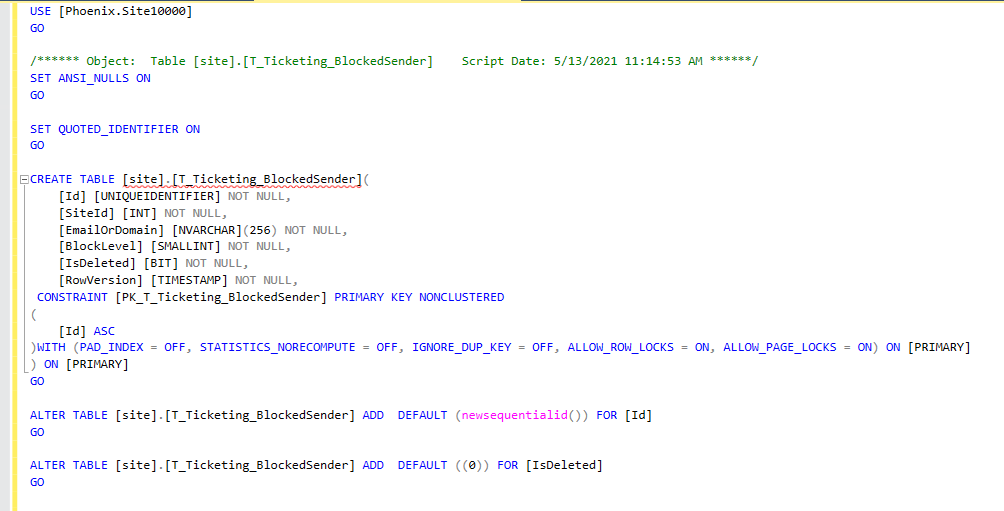 USE [Phoenix.Site10000]
GO
/****** Object:  Table [site].[T_Ticketing_BlockedSender]    Script Date: 5/13/2021 11:14:53 AM ******/
SET ANSI_NULLS ON
GO
SET QUOTED_IDENTIFIER ON
GO
CREATE TABLE [site].[T_Ticketing_BlockedSender](
    [Id] [UNIQUEIDENTIFIER] NOT NULL,
    [SiteId] [INT] NOT NULL,
    [EmailOrDomain] [NVARCHAR](256) NOT NULL,
    [BlockLevel] [SMALLINT] NOT NULL,
    [IsDeleted] [BIT] NOT NULL,
    [RowVersion] [TIMESTAMP] NOT NULL,
 CONSTRAINT [PK_T_Ticketing_BlockedSender] PRIMARY KEY NONCLUSTERED
(
    [Id] ASC
)WITH (PAD_INDEX = OFF, STATISTICS_NORECOMPUTE = OFF, IGNORE_DUP_KEY = OFF, ALLOW_ROW_LOCKS = ON, ALLOW_PAGE_LOCKS = ON) ON [PRIMARY]
) ON [PRIMARY]
GO
ALTER TABLE [site].[T_Ticketing_BlockedSender] ADD  DEFAULT (newsequentialid()) FOR [Id]
GO
ALTER TABLE [site].[T_Ticketing_BlockedSender] ADD  DEFAULT ((0)) FOR [IsDeleted]
GO